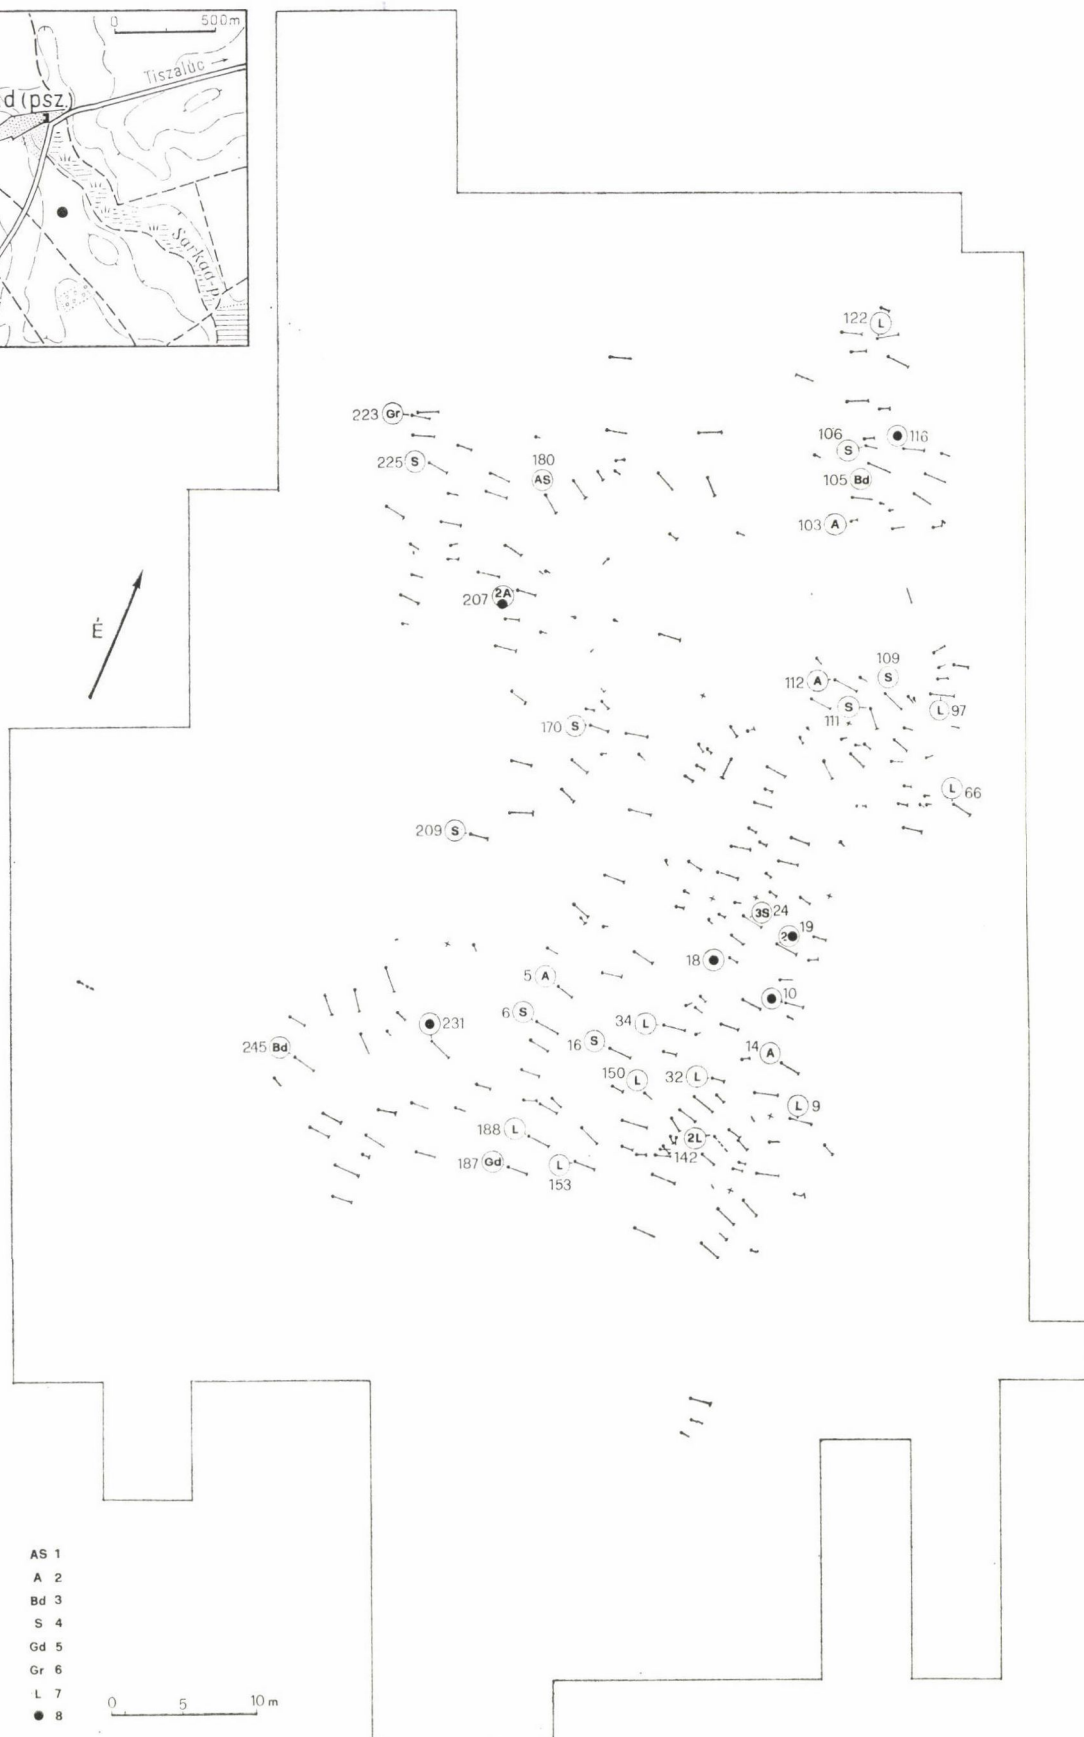 0 500m
Tiszalúc
d (psz.)
Sarkad-p.
122 L
223 Gr
106 S
116
225 S
180
AS
105 Bd
103 A
É
2A
207
109
S
112 A
111 S
L 97
170 S
L 66
209 S
3S 24
2 19
18
5 A
10
6 S
34 L
231
16 S
245 Bd
14 A
150 L
32 L
L 9
188 L
2L
142
187 Gd
L
153
AS 1
A 2
Bd 3
S 4
Gd 5
Gr 6
L 7
8
0 5 10 m